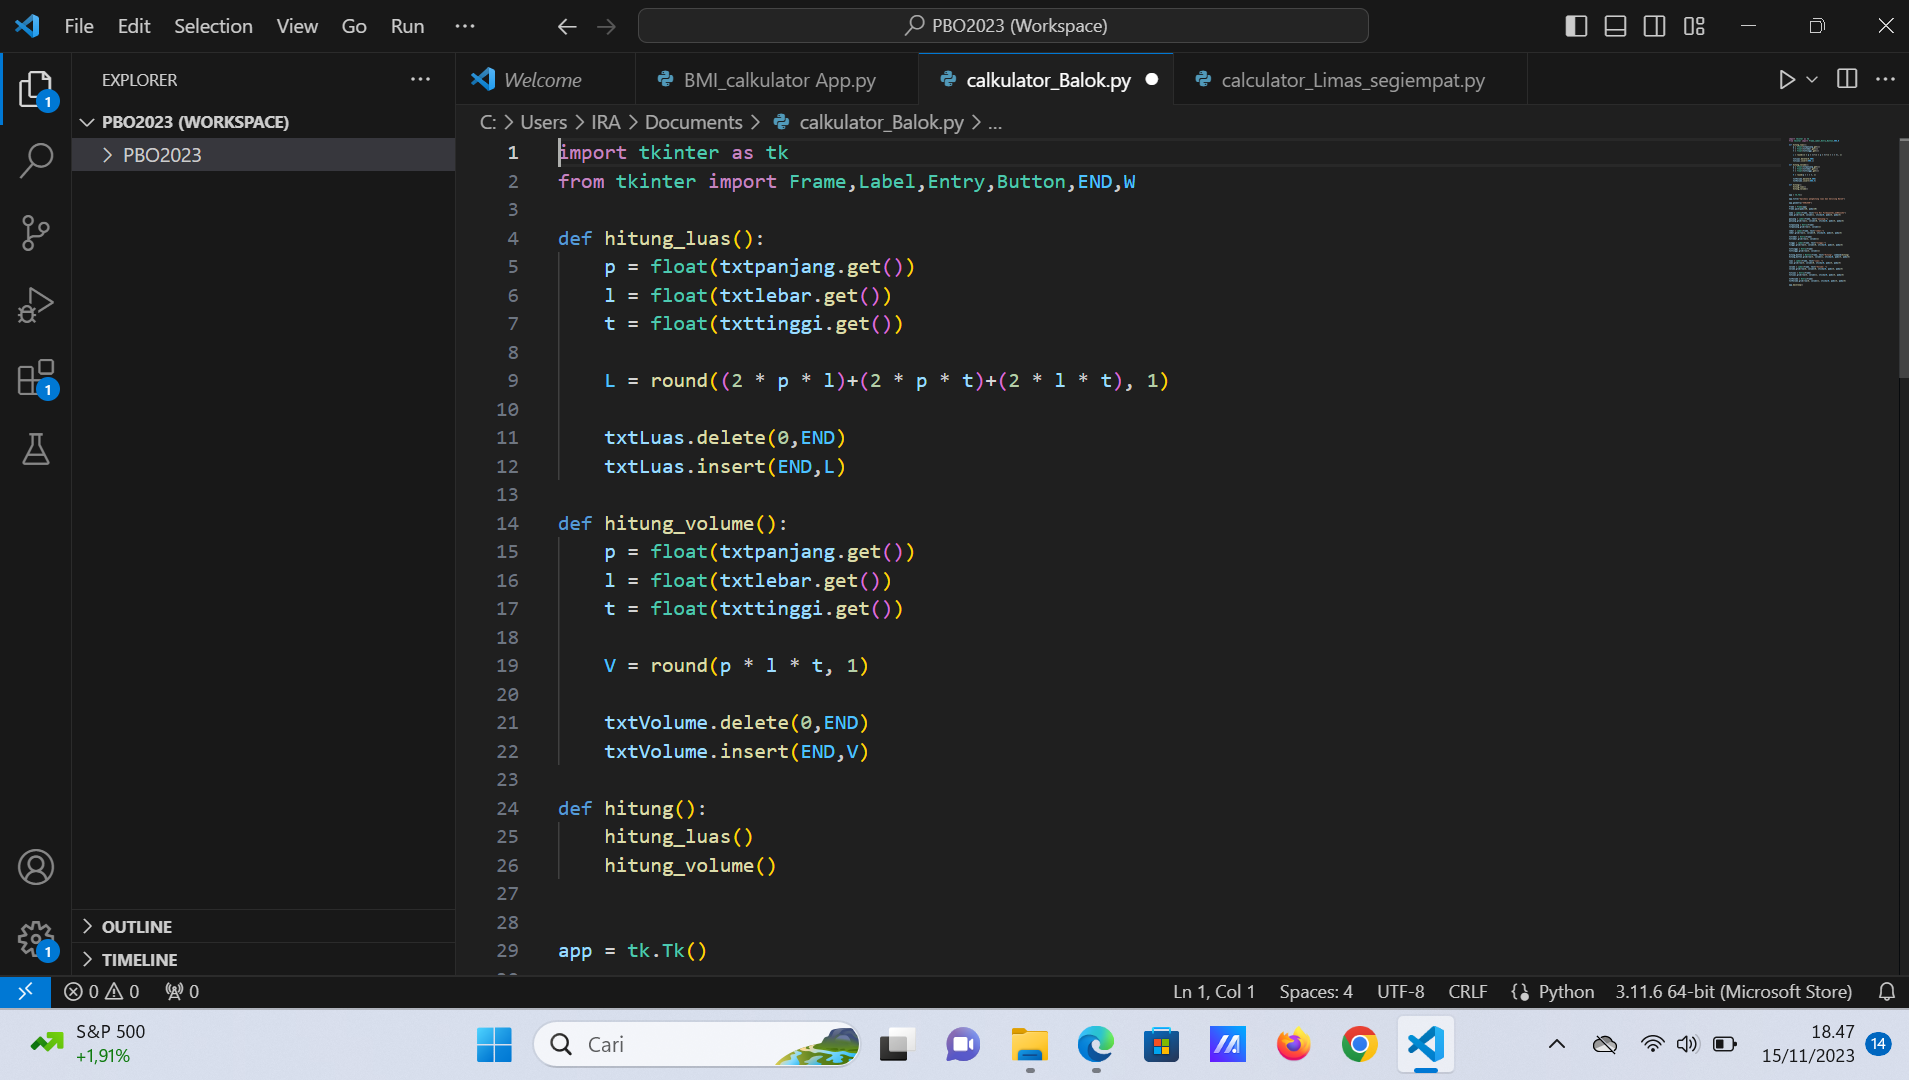 File Edit Selection View Go Run ...
PBO2023 (Workspace)
EXPLORER ...
Welcome
BMI_calkulator App.py
calkulator_Balok.py
calculator_Limas_segiempat.py
PBO2023 (WORKSPACE)
PBO2023
C: > Users > IRA > Documents > calkulator_Balok.py > ...
1 import tkinter as tk
2 from tkinter import Frame,Label,Entry,Button,END,W
3
4 def hitung_luas():
5 p = float(txtpanjang.get())
6 l = float(txtlebar.get())
7 t = float(txttinggi.get())
8
9 L = round((2 * p * l)+(2 * p * t)+(2 * l * t), 1)
10
11 txtLuas.delete(0,END)
12 txtLuas.insert(END,L)
13
14 def hitung_volume():
15 p = float(txtpanjang.get())
16 l = float(txtlebar.get())
17 t = float(txttinggi.get())
18
19 V = round(p * l * t, 1)
20
21 txtVolume.delete(0,END)
22 txtVolume.insert(END,V)
23
24 def hitung():
25 hitung_luas()
26 hitung_volume()
27
28
29 app = tk.Tk()
1
1
1
OUTLINE
TIMELINE
0 0 0
Ln 1, Col 1 Spaces: 4 UTF-8 CRLF Python 3.11.6 64-bit (Microsoft Store)
S&P 500
+1,91%
Cari
18.47
15/11/2023
14